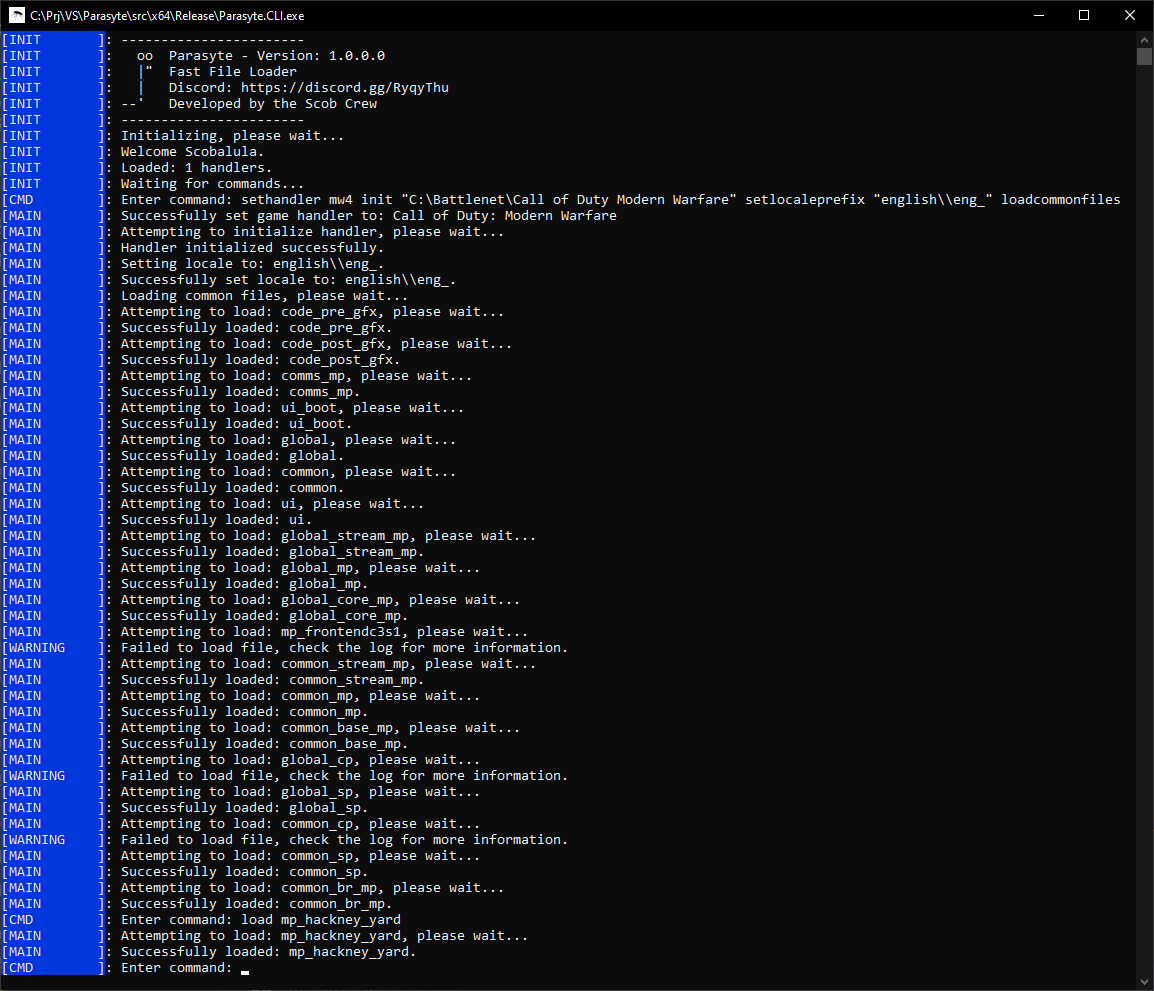 C:\Prj\VS\Parasyte\src\x64\Release\Parasyte.CLI.exe
[INIT ]: -----------------------
[INIT ]: oo Parasyte - Version: 1.0.0.0
[INIT ]: |" Fast File Loader
[INIT ]: | Discord: https://discord.gg/RyqyThu
[INIT ]: --' Developed by the Scob Crew
[INIT ]: -----------------------
[INIT ]: Initializing, please wait...
[INIT ]: Welcome Scobalula.
[INIT ]: Loaded: 1 handlers.
[INIT ]: Waiting for commands...
[CMD ]: Enter command: sethandler mw4 init "C:\Battlenet\Call of Duty Modern Warfare" setlocaleprefix "english\\eng_" loadcommonfiles
[MAIN ]: Successfully set game handler to: Call of Duty: Modern Warfare
[MAIN ]: Attempting to initialize handler, please wait...
[MAIN ]: Handler initialized successfully.
[MAIN ]: Setting locale to: english\\eng_.
[MAIN ]: Successfully set locale to: english\\eng_.
[MAIN ]: Loading common files, please wait...
[MAIN ]: Attempting to load: code_pre_gfx, please wait...
[MAIN ]: Successfully loaded: code_pre_gfx.
[MAIN ]: Attempting to load: code_post_gfx, please wait...
[MAIN ]: Successfully loaded: code_post_gfx.
[MAIN ]: Attempting to load: comms_mp, please wait...
[MAIN ]: Successfully loaded: comms_mp.
[MAIN ]: Attempting to load: ui_boot, please wait...
[MAIN ]: Successfully loaded: ui_boot.
[MAIN ]: Attempting to load: global, please wait...
[MAIN ]: Successfully loaded: global.
[MAIN ]: Attempting to load: common, please wait...
[MAIN ]: Successfully loaded: common.
[MAIN ]: Attempting to load: ui, please wait...
[MAIN ]: Successfully loaded: ui.
[MAIN ]: Attempting to load: global_stream_mp, please wait...
[MAIN ]: Successfully loaded: global_stream_mp.
[MAIN ]: Attempting to load: global_mp, please wait...
[MAIN ]: Successfully loaded: global_mp.
[MAIN ]: Attempting to load: global_core_mp, please wait...
[MAIN ]: Successfully loaded: global_core_mp.
[MAIN ]: Attempting to load: mp_frontendc3s1, please wait...
[WARNING ]: Failed to load file, check the log for more information.
[MAIN ]: Attempting to load: common_stream_mp, please wait...
[MAIN ]: Successfully loaded: common_stream_mp.
[MAIN ]: Attempting to load: common_mp, please wait...
[MAIN ]: Successfully loaded: common_mp.
[MAIN ]: Attempting to load: common_base_mp, please wait...
[MAIN ]: Successfully loaded: common_base_mp.
[MAIN ]: Attempting to load: global_cp, please wait...
[WARNING ]: Failed to load file, check the log for more information.
[MAIN ]: Attempting to load: global_sp, please wait...
[MAIN ]: Successfully loaded: global_sp.
[MAIN ]: Attempting to load: common_cp, please wait...
[WARNING ]: Failed to load file, check the log for more information.
[MAIN ]: Attempting to load: common_sp, please wait...
[MAIN ]: Successfully loaded: common_sp.
[MAIN ]: Attempting to load: common_br_mp, please wait...
[MAIN ]: Successfully loaded: common_br_mp.
[CMD ]: Enter command: load mp_hackney_yard
[MAIN ]: Attempting to load: mp_hackney_yard, please wait...
[MAIN ]: Successfully loaded: mp_hackney_yard.
[CMD ]: Enter command: